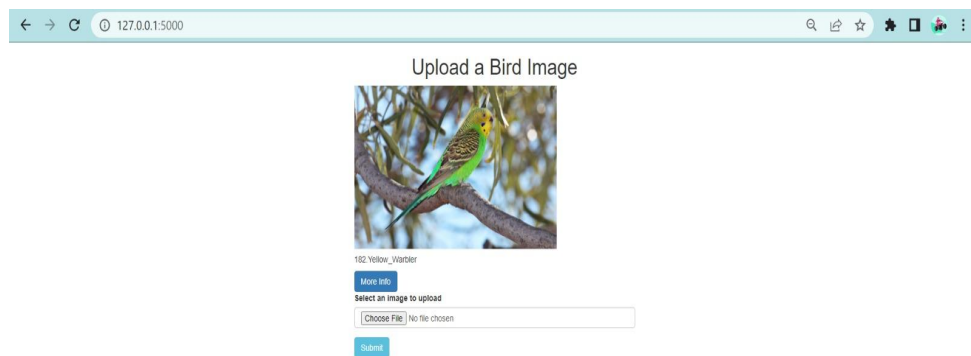 127.0.0.1:5000
Upload a Bird Image
182.Yellow_Warbler
More Info
Select an image to upload
Choose File No file chosen
Submit